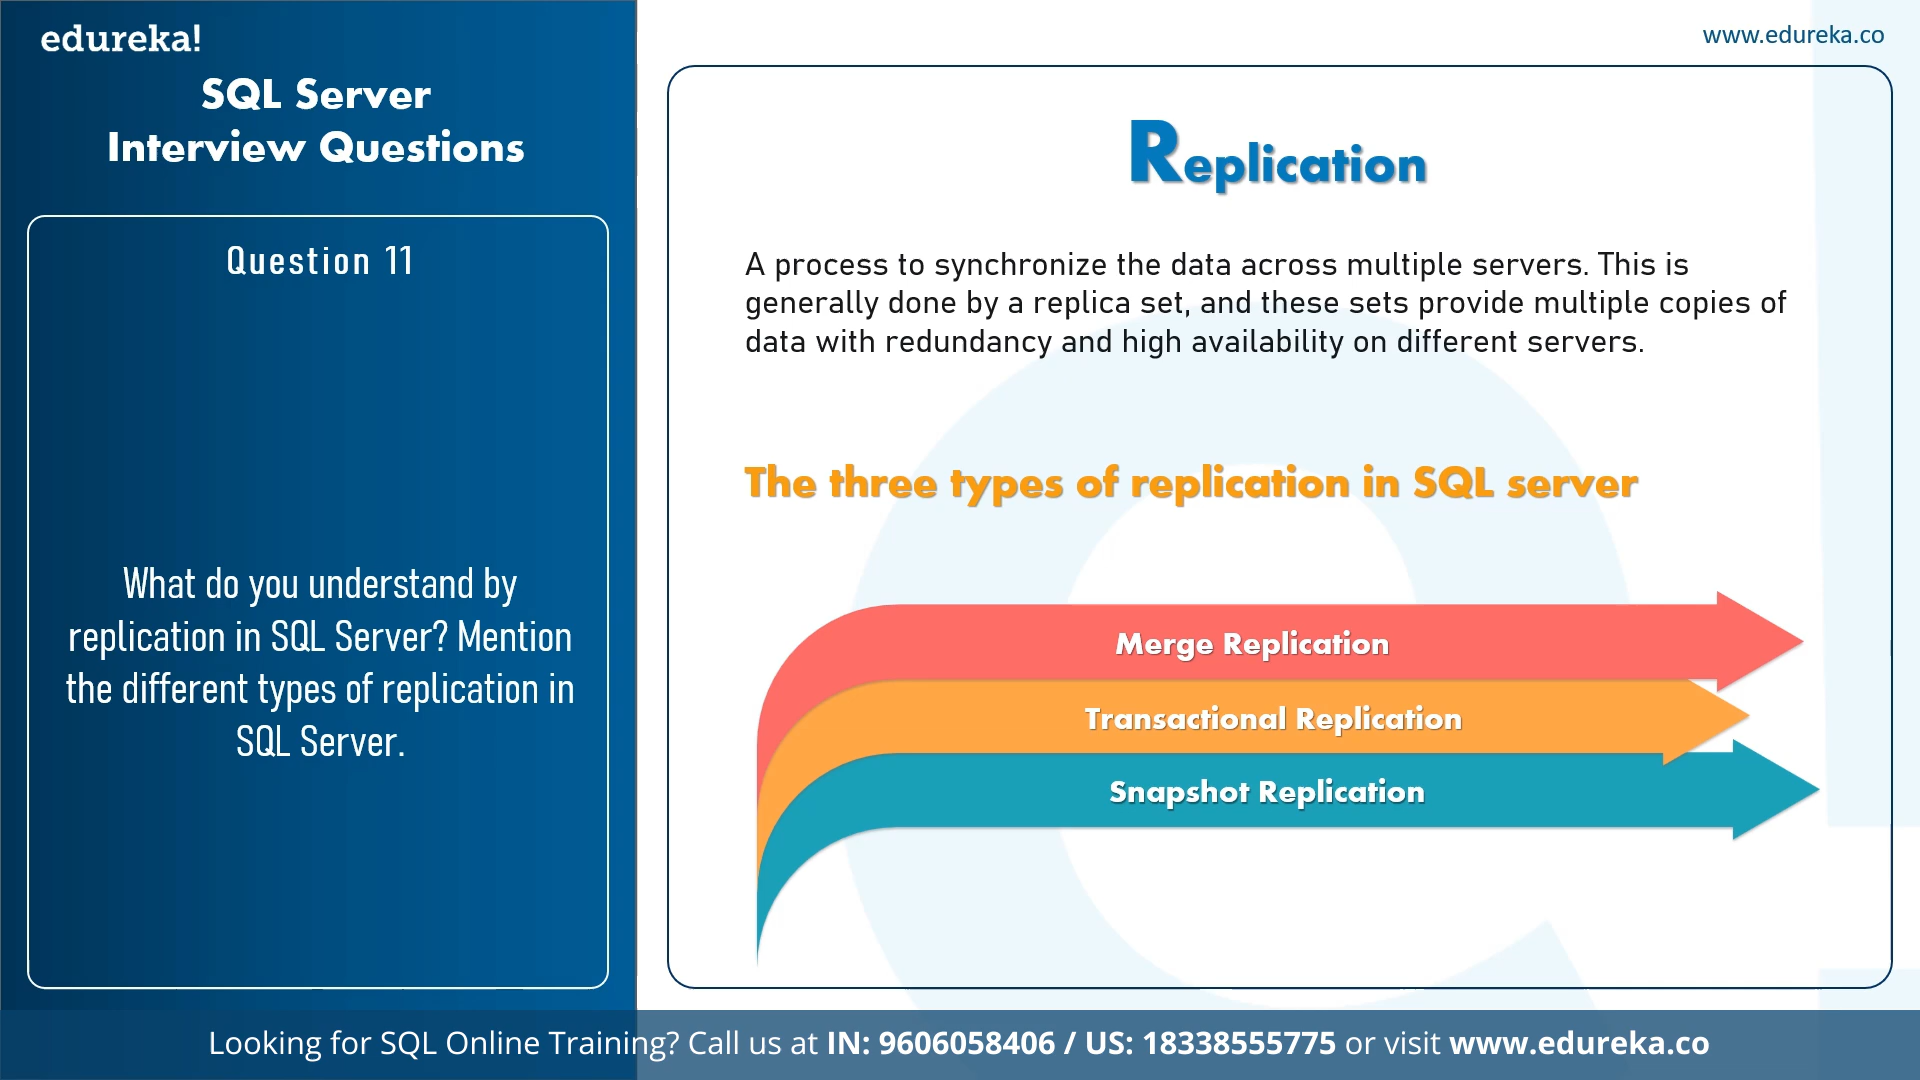 edureka!
SQL Server
Interview Questions
Question 11
What do you understand by
replication in SQL Server? Mention
the different types of replication in
SQL Server.
www.edureka.co
Replication
A process to synchronize the data across multiple servers. This is
generally done by a replica set, and these sets provide multiple copies of
data with redundancy and high availability on different servers.
The three types of replication in SQL server
Merge Replication
Transactional Replication
Snapshot Replication
Looking for SQL Online Training? Call us at IN: 9606058406 / US: 18338555775 or visit www.edureka.co